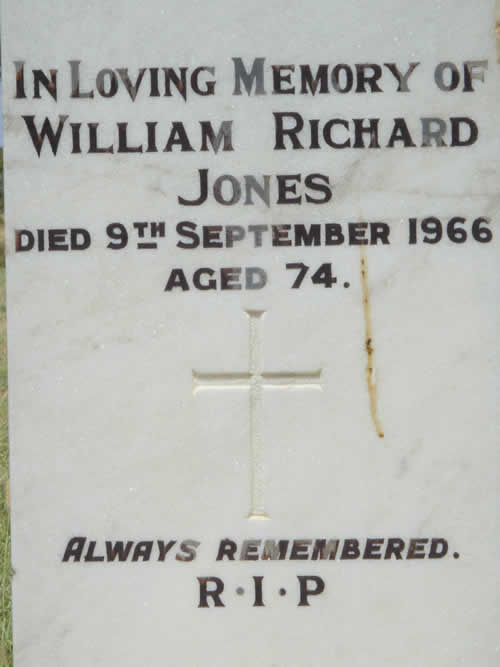 In Loving Memory of
William Richard
Jones
Died 9th September 1966
Aged 74.
Always remembered.
R·I·P